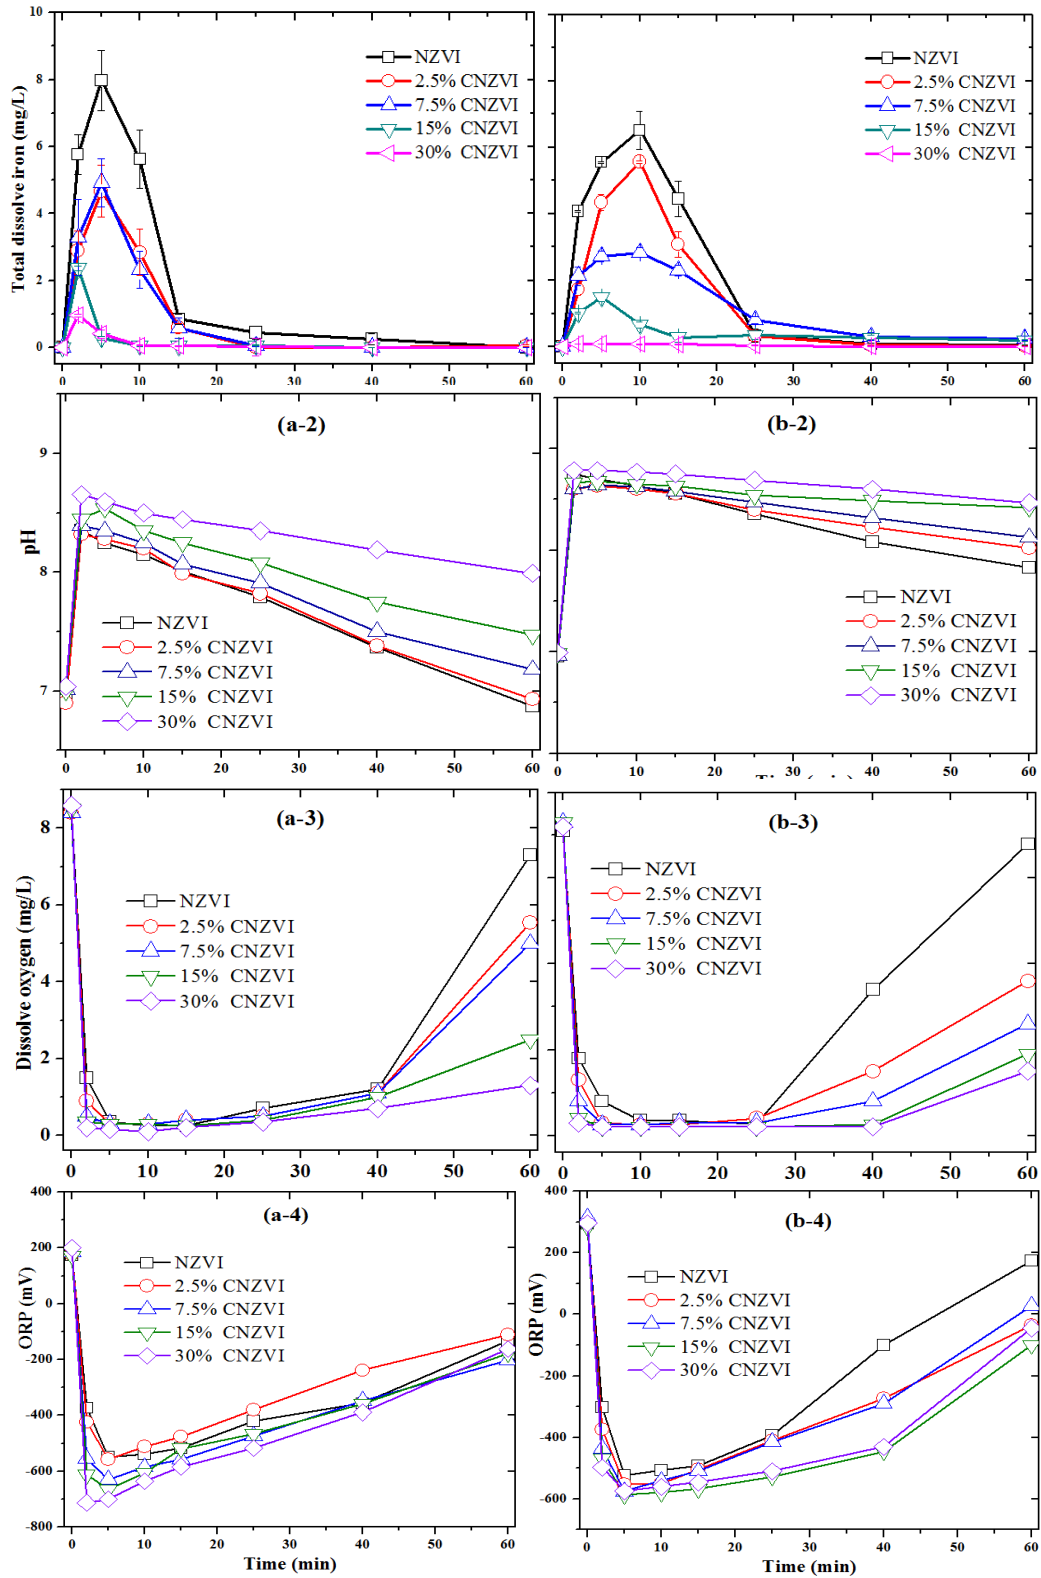 10
8
6
4
2
0
Total dissolve iron (mg/L)
NZVI
2.5% CNZVI
7.5% CNZVI
15% CNZVI
30% CNZVI
0 10 20 30 40 50 60
NZVI
2.5% CNZVI
7.5% CNZVI
15% CNZVI
30% CNZVI
0 10 20 30 40 50 60
(a-2)
9
8
7
pH
NZVI
2.5% CNZVI
7.5% CNZVI
15% CNZVI
30% CNZVI
0 10 20 30 40 50 60
(b-2)
NZVI
2.5% CNZVI
7.5% CNZVI
15% CNZVI
30% CNZVI
0 10 20 30 40 50 60
Time (min)
(a-3)
8
6
4
2
0
Dissolve oxygen (mg/L)
NZVI
2.5% CNZVI
7.5% CNZVI
15% CNZVI
30% CNZVI
0 10 20 30 40 50 60
(b-3)
NZVI
2.5% CNZVI
7.5% CNZVI
15% CNZVI
30% CNZVI
0 10 20 30 40 50 60
(a-4)
400
200
0
-200
-400
-600
-800
ORP (mV)
NZVI
2.5% CNZVI
7.5% CNZVI
15% CNZVI
30% CNZVI
0 10 20 30 40 50 60
Time (min)
(b-4)
400
200
0
-200
-400
-600
ORP (mV)
NZVI
2.5% CNZVI
7.5% CNZVI
15% CNZVI
30% CNZVI
0 10 20 30 40 50 60
Time (min)